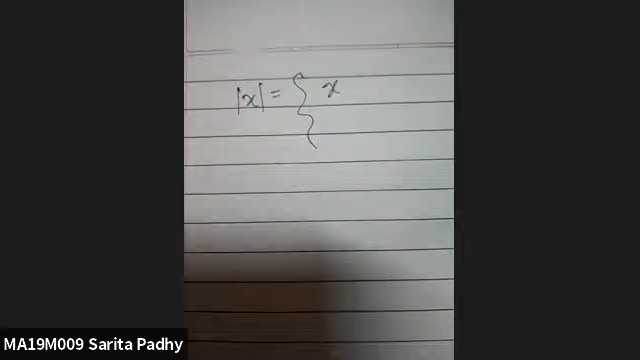 |x| = { x
MA19M009 Sarita Padhy